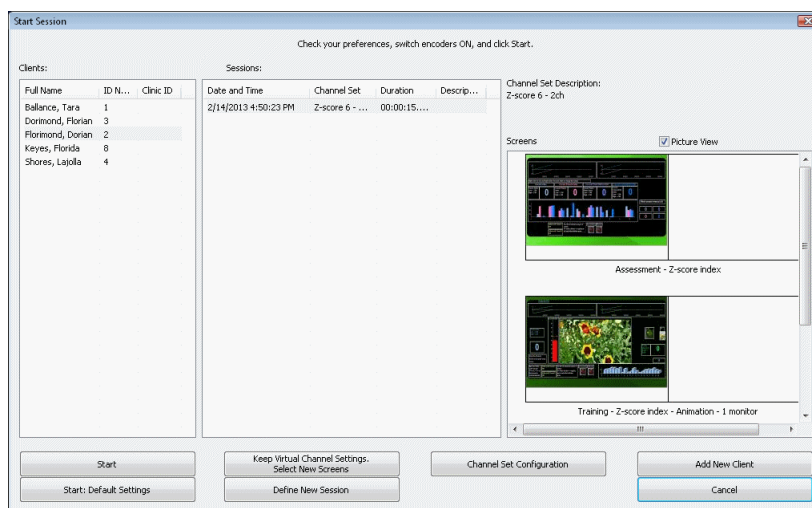 Start Session
Check your preferences, switch encoders ON, and click Start.
Clients:
Sessions:
Full Name ID N... Clinic ID
Ballance, Tara 1
Dorimond, Florian 3
Florimond, Dorian 2
Keyes, Florida 8
Shores, Lajolla 4
Date and Time Channel Set Duration Descrip...
2/14/2013 4:50:23 PM Z-score 6 - ... 00:00:15....
Channel Set Description:
Z-score 6 - 2ch
Screens Picture View
Assessment - Z-score index
Training - Z-score index - Animation - 1 monitor
Start
Keep Virtual Channel Settings.
Select New Screens
Channel Set Configuration
Add New Client
Start: Default Settings
Define New Session
Cancel